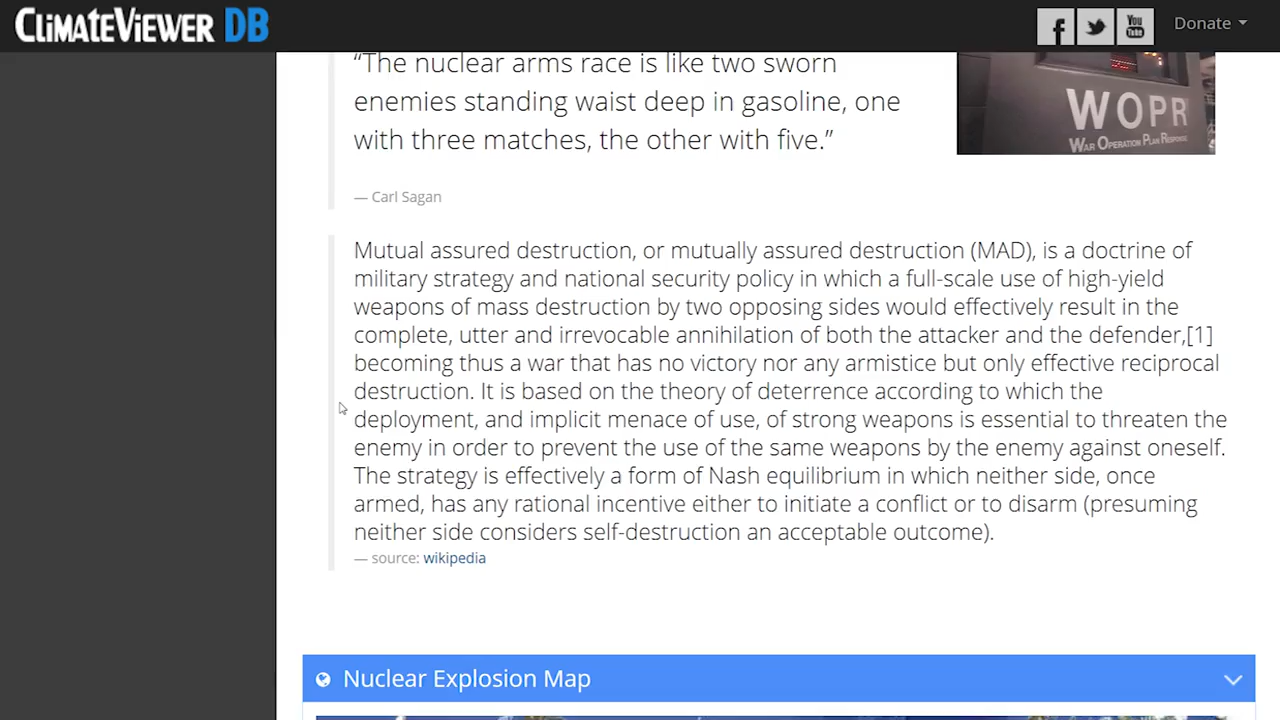 CLIMATEVIEWER DB
f
You Tube
Donate
“The nuclear arms race is like two sworn
enemies standing waist deep in gasoline, one
with three matches, the other with five.”
— Carl Sagan
WOPR
WAR OPERATION PLAN RESPONSE
Mutual assured destruction, or mutually assured destruction (MAD), is a doctrine of
military strategy and national security policy in which a full-scale use of high-yield
weapons of mass destruction by two opposing sides would effectively result in the
complete, utter and irrevocable annihilation of both the attacker and the defender,[1]
becoming thus a war that has no victory nor any armistice but only effective reciprocal
destruction. It is based on the theory of deterrence according to which the
deployment, and implicit menace of use, of strong weapons is essential to threaten the
enemy in order to prevent the use of the same weapons by the enemy against oneself.
The strategy is effectively a form of Nash equilibrium in which neither side, once
armed, has any rational incentive either to initiate a conflict or to disarm (presuming
neither side considers self-destruction an acceptable outcome).
— source: wikipedia
Nuclear Explosion Map